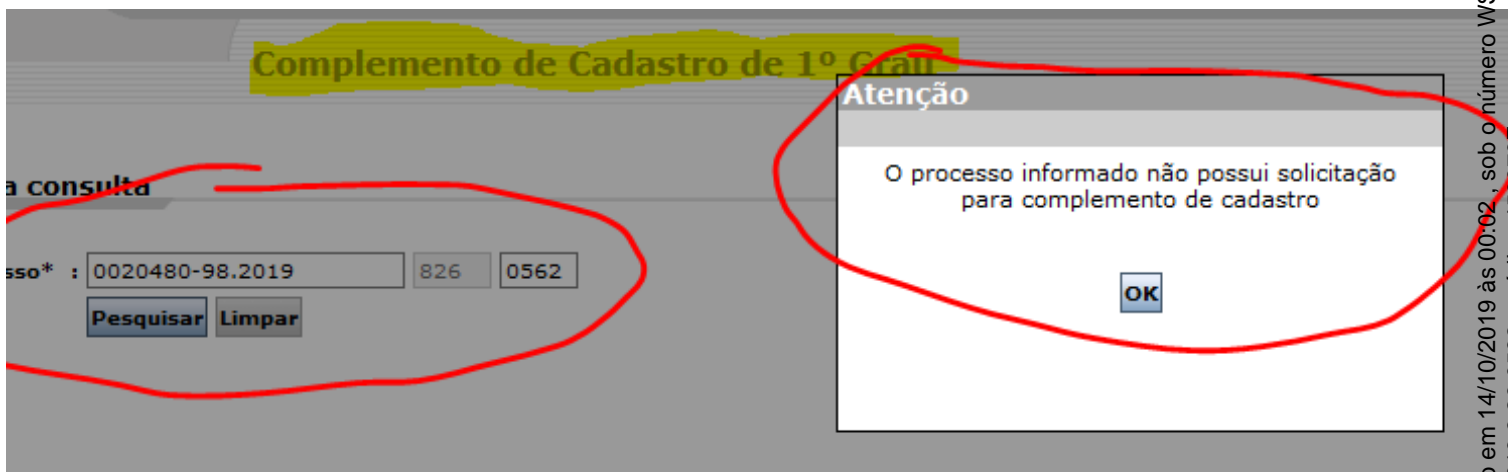 Complemento de Cadastro de 1º Grau
Atenção
O processo informado não possui solicitação
para complemento de cadastro
OK
a consulta
sso* : 0020480-98.2019 826 0562
Pesquisar Limpar
em 14/10/2019 às 00:02 , sob o número